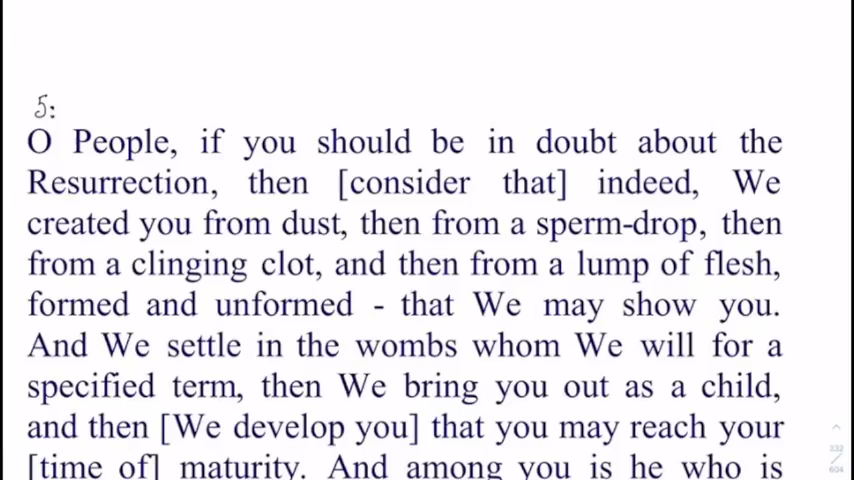 5:
O People, if you should be in doubt about the
Resurrection, then [consider that] indeed, We
created you from dust, then from a sperm-drop, then
from a clinging clot, and then from a lump of flesh,
formed and unformed - that We may show you.
And We settle in the wombs whom We will for a
specified term, then We bring you out as a child,
and then [We develop you] that you may reach your
[time of] maturity. And among you is he who is
332
/
604